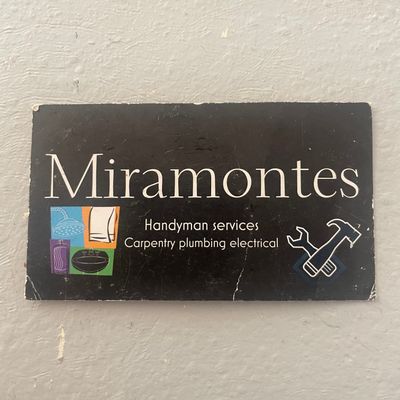 Miramontes
Handyman services
Carpentry plumbing electrical